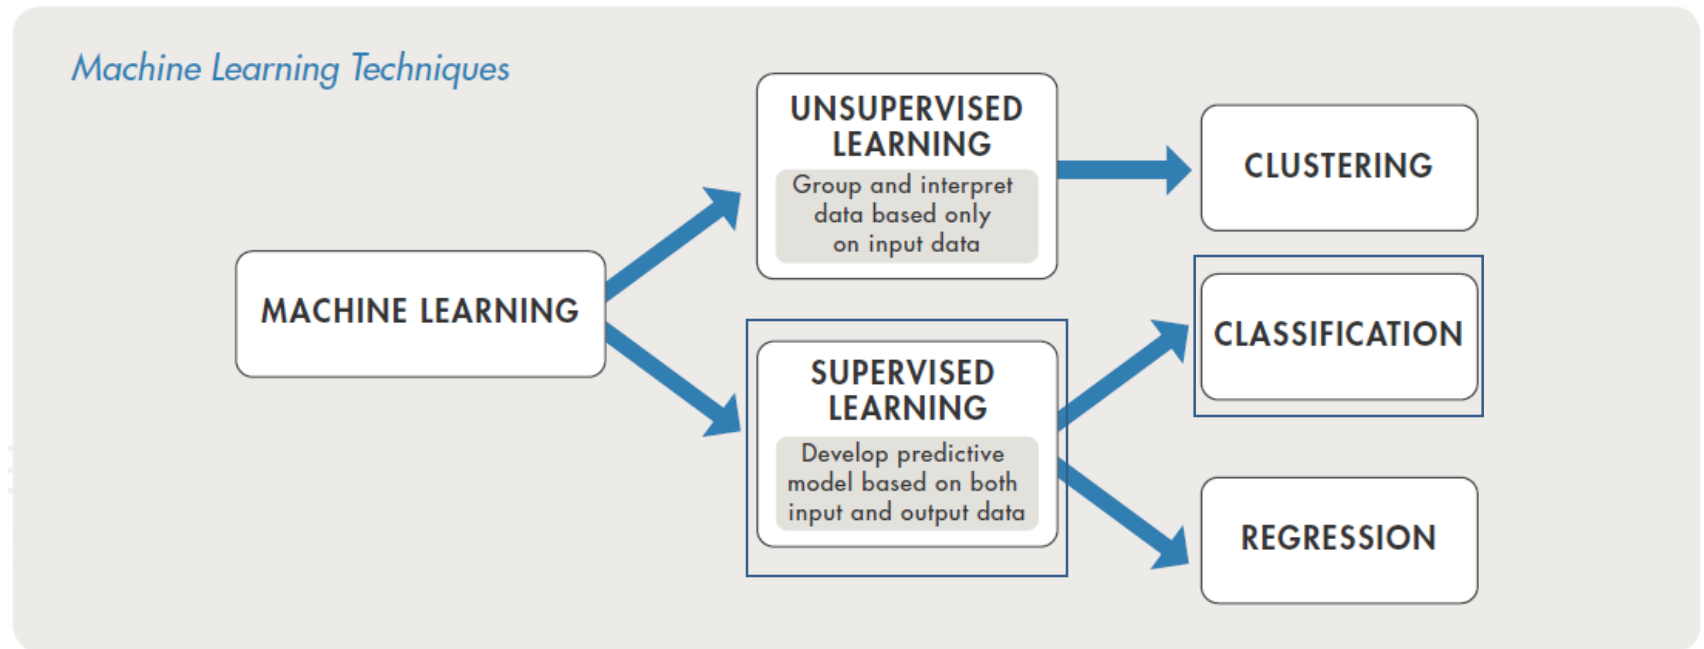 Machine Learning Techniques
UNSUPERVISED
LEARNING
Group and interpret
data based only
on input data
CLUSTERING
MACHINE LEARNING
CLASSIFICATION
SUPERVISED
LEARNING
Develop predictive
model based on both
input and output data
REGRESSION